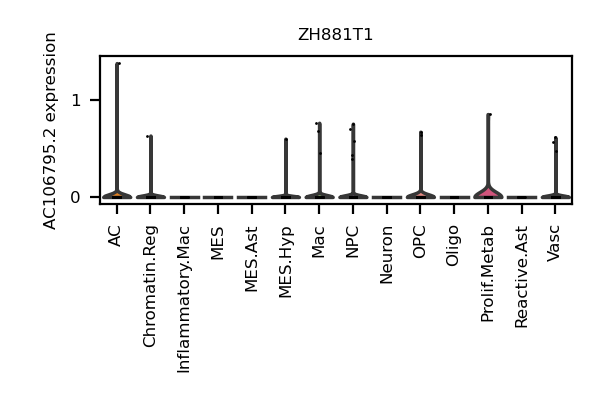 ZH881T1
AC106795.2 expression
1
0
AC
Chromatin.Reg
Inflammatory.Mac
MES
MES.Ast
MES.Hyp
Mac
NPC
Neuron
OPC
Oligo
Prolif.Metab
Reactive.Ast
Vasc